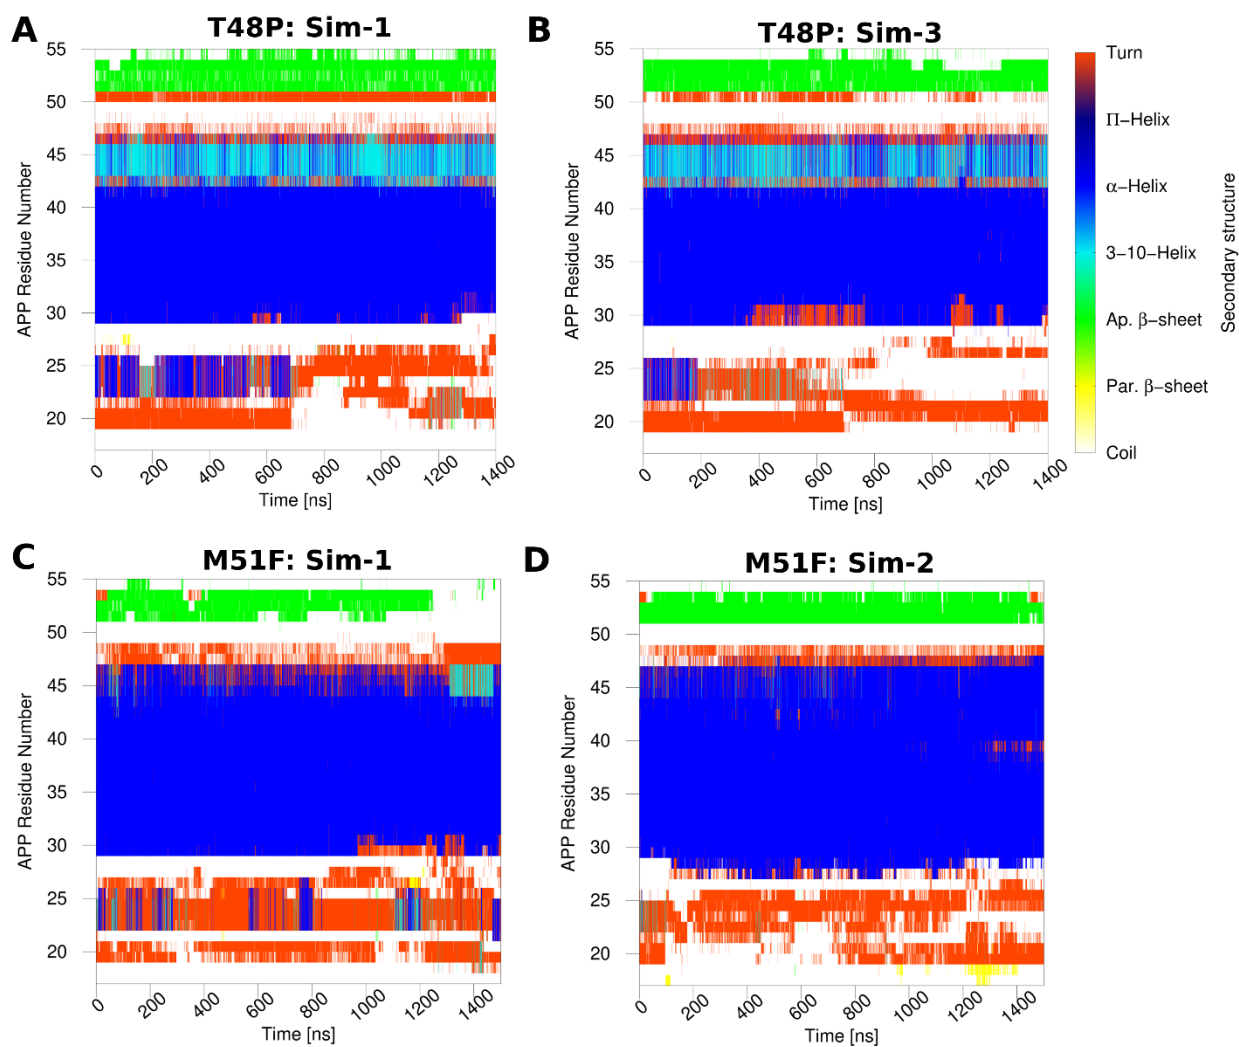 A
T48P: Sim-1
55
50
45
40
35
30
25
20
APP Residue Number
0
200
400
600
800
1000
1200
1400
Time [ns]
B
T48P: Sim-3
55
50
45
40
35
30
25
20
APP Residue Number
0
200
400
600
800
1000
1200
1400
Time [ns]
Turn
Π-Helix
α-Helix
3-10-Helix
Ap. β-sheet
Par. β-sheet
Coil
Secondary structure
C
M51F: Sim-1
55
50
45
40
35
30
25
20
APP Residue Number
0
200
400
600
800
1000
1200
1400
Time [ns]
D
M51F: Sim-2
55
50
45
40
35
30
25
20
APP Residue Number
0
200
400
600
800
1000
1200
1400
Time [ns]